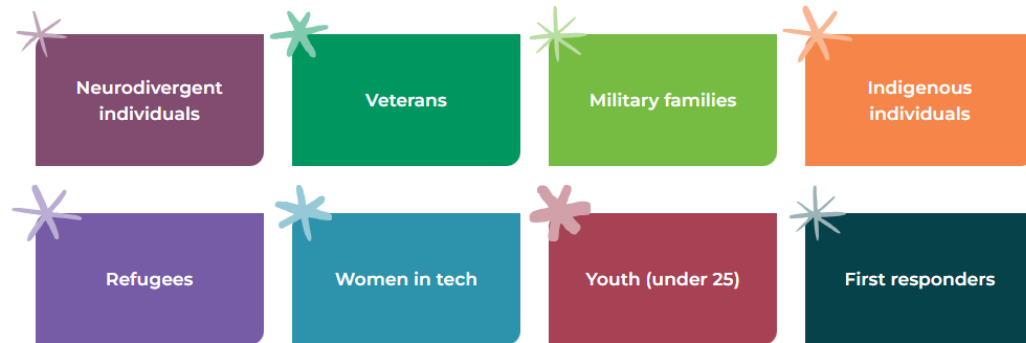 Neurodivergent
individuals
Veterans
Military families
Indigenous
individuals
Refugees
Women in tech
Youth (under 25)
First responders